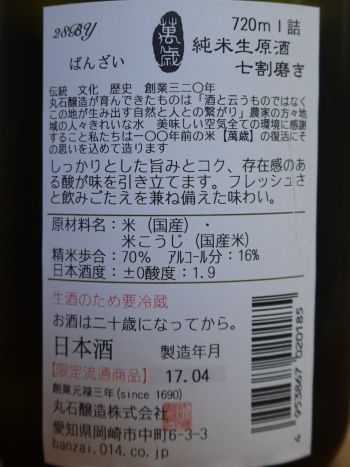 28BY
ばんざい
萬歳
720ml詰
純米生原酒
七割磨き
伝統 文化 歴史 創業三二〇年
丸石醸造が育んできたものは「酒と云うものではなく
この地が生み出す自然と人との繋がり」農家の方々地
域の人々きれいな水 美味しい空気全ての環境に感謝
すること私たちは一〇〇年前の米【萬歳】の復活にそ
の思いを込めて造ります
しっかりとした旨みとコク、存在感のあ
る酸が味を引き立てます。フレッシュさ
と飲みごたえを兼ね備えた味わい。
原材料名:米(国産)・
米こうじ(国産米)
精米歩合:70% アルコール分:16%
日本酒度:±0酸度:1.9
生酒のため要冷蔵
お酒は二十歳になってから。
日本酒 製造年月
【限定流通商品】 17.04
創業元禄三年(since 1690)
丸石醸造株式会社
愛知県岡崎市中町6-3-3
banzai.014.co.jp
4 953867 020185